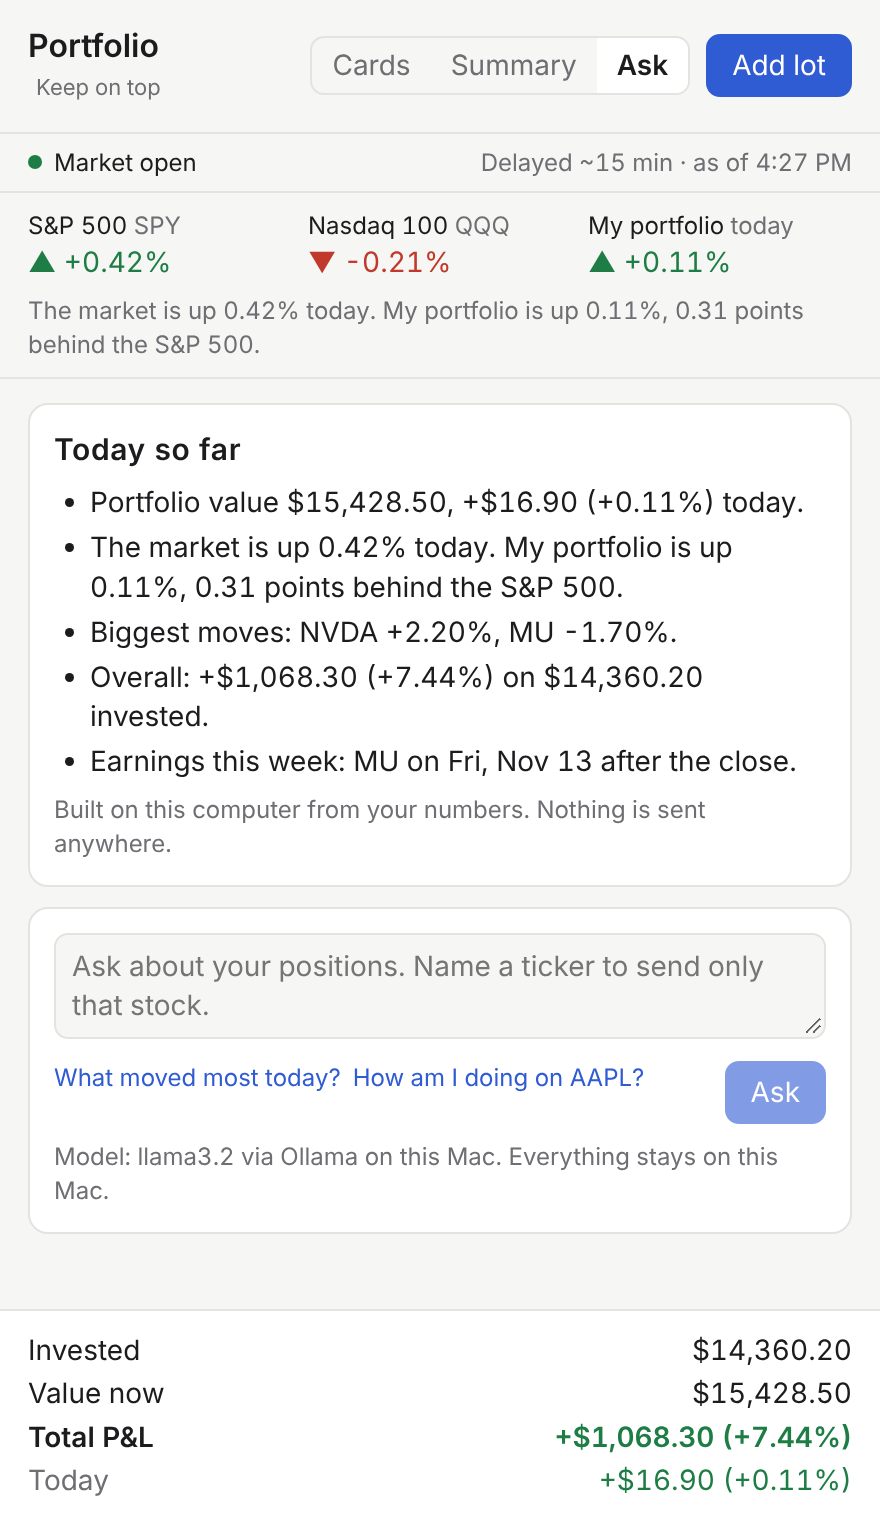 Portfolio
Keep on top
Cards Summary Ask
Add lot
Market open
Delayed ~15 min · as of 4:27 PM
S&P 500 SPY
▲ +0.42%
Nasdaq 100 QQQ
▼ -0.21%
My portfolio today
▲ +0.11%
The market is up 0.42% today. My portfolio is up 0.11%, 0.31 points
behind the S&P 500.
Today so far
• Portfolio value $15,428.50, +$16.90 (+0.11%) today.
• The market is up 0.42% today. My portfolio is up
0.11%, 0.31 points behind the S&P 500.
• Biggest moves: NVDA +2.20%, MU -1.70%.
• Overall: +$1,068.30 (+7.44%) on $14,360.20
invested.
• Earnings this week: MU on Fri, Nov 13 after the close.
Built on this computer from your numbers. Nothing is sent
anywhere.
Ask about your positions. Name a ticker to send only
that stock.
What moved most today? How am I doing on AAPL?
Ask
Model: llama3.2 via Ollama on this Mac. Everything stays on this
Mac.
Invested $14,360.20
Value now $15,428.50
Total P&L +$1,068.30 (+7.44%)
Today +$16.90 (+0.11%)